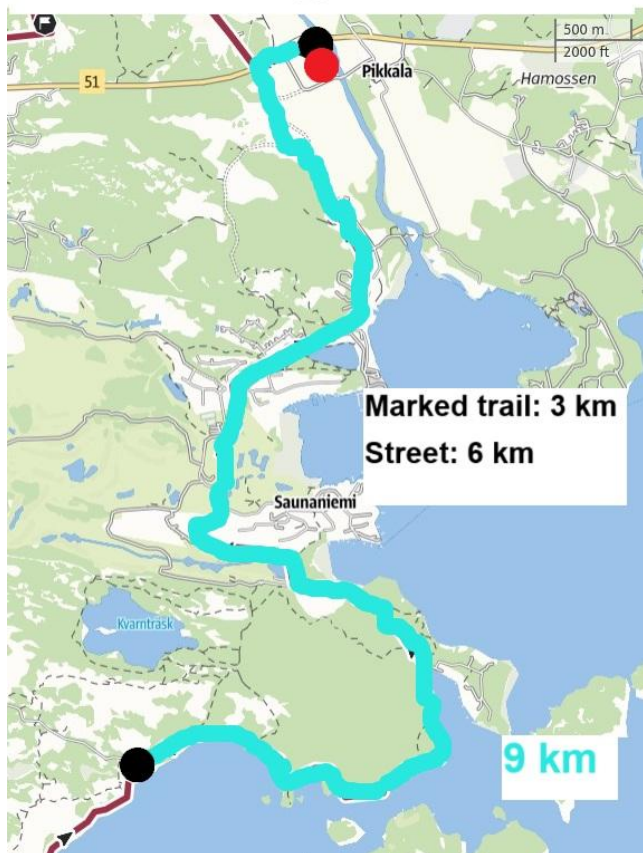 500 m
2000 ft
51
Pikkala
Hamossen
Marked trail: 3 km
Street: 6 km
Saunaniemi
Kvarnträsk
9 km